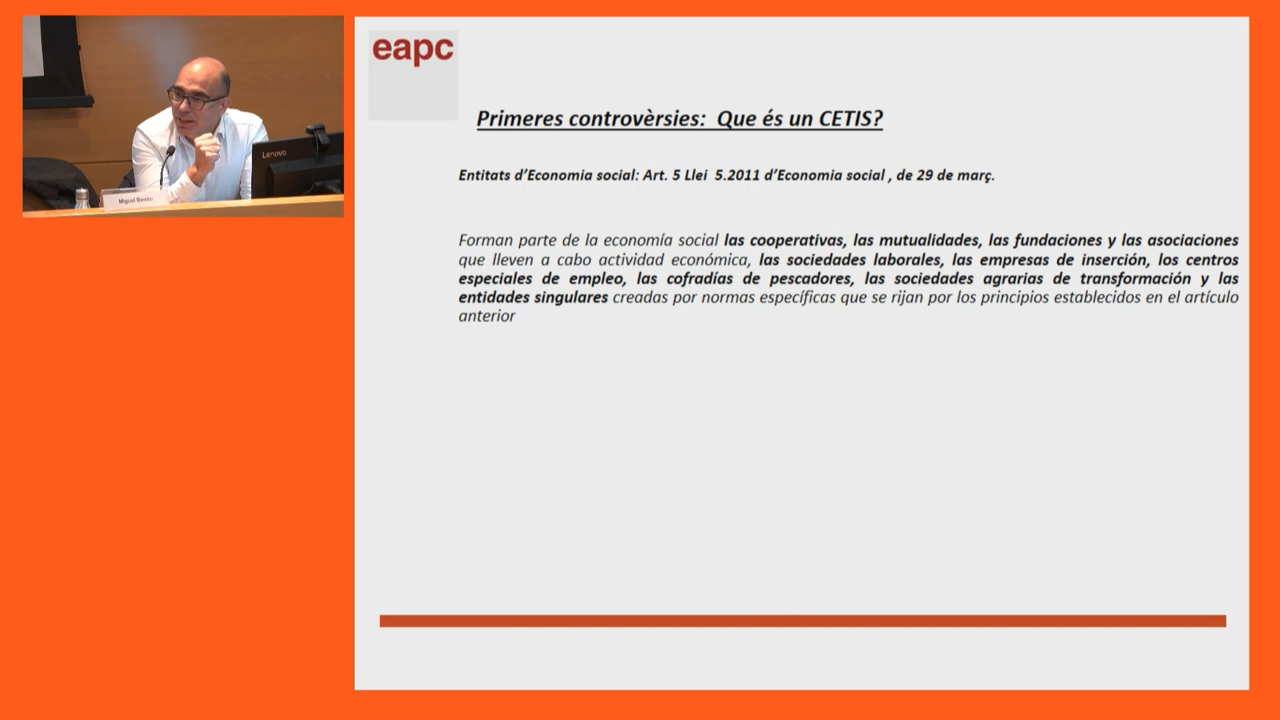 eapc
Primeres controvèrsies: Que és un CETIS?
Entitats d’Economia social: Art. 5 Llei 5.2011 d’Economia social , de 29 de març.
Forman parte de la economía social las cooperativas, las mutualidades, las fundaciones y las asociaciones
que lleven a cabo actividad económica, las sociedades laborales, las empresas de inserción, los centros
especiales de empleo, las cofradías de pescadores, las sociedades agrarias de transformación y las
entidades singulares creadas por normas específicas que se rijan por los principios establecidos en el artículo
anterior
Lenovo
Miguel Benito